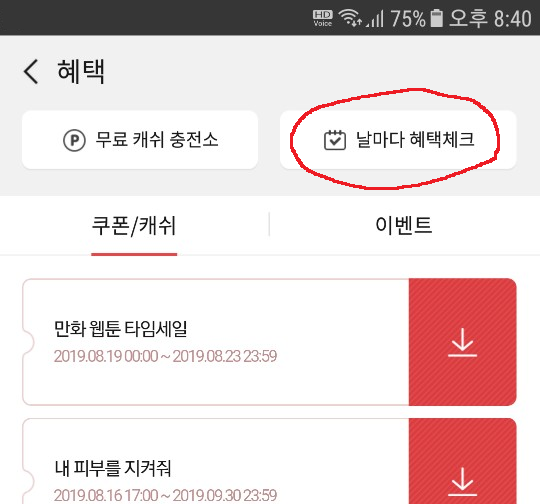 HD Voice 75% 오후 8:40
혜택
무료 캐쉬 충전소
날마다 혜택체크
쿠폰/캐쉬
이벤트
만화 웹툰 타임세일
2019.08.19 00:00 ~ 2019.08.23 23:59
내 피부를 지켜줘
2019.08.16 17:00 ~ 2019.09.30 23:59